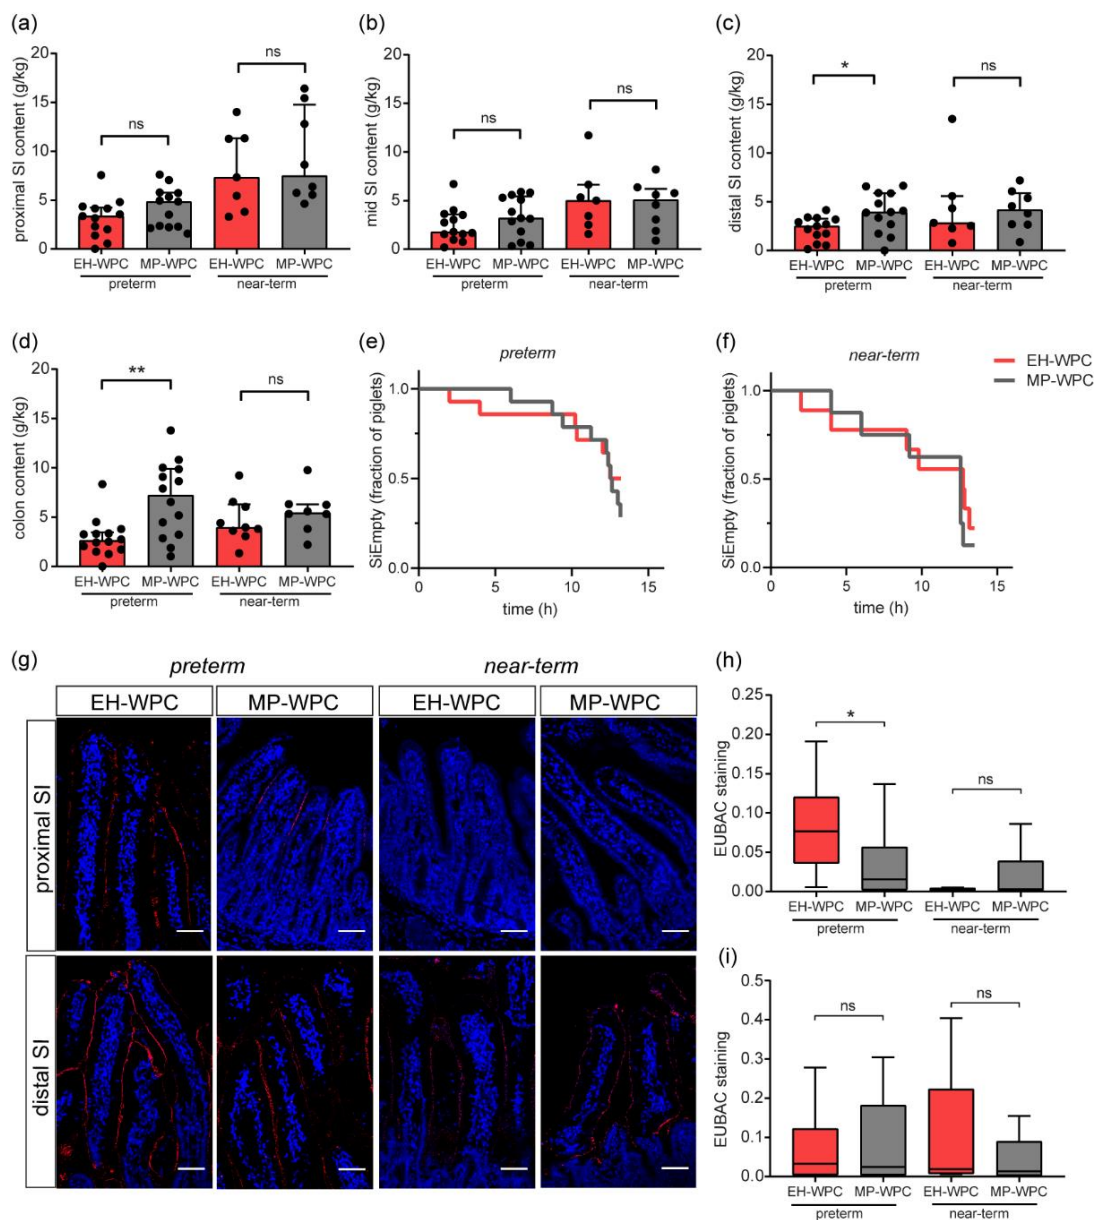 (a)
proximal SI content (g/kg)
20
15
10
5
0
ns
ns
EH-WPC MP-WPC EH-WPC MP-WPC
preterm near-term
(b)
mid SI content (g/kg)
20
15
10
5
0
ns
ns
EH-WPC MP-WPC EH-WPC MP-WPC
preterm near-term
(c)
distal SI content (g/kg)
20
15
10
5
0
*
ns
EH-WPC MP-WPC EH-WPC MP-WPC
preterm near-term
(d)
colon content (g/kg)
20
15
10
5
0
**
ns
EH-WPC MP-WPC EH-WPC MP-WPC
preterm near-term
(e)
preterm
SiEmpty (fraction of piglets)
1.0
0.5
0.0
0 5 10 15
time (h)
(f)
near-term
SiEmpty (fraction of piglets)
1.0
0.5
0.0
0 5 10 15
time (h)
EH-WPC
MP-WPC
(g)
preterm near-term
EH-WPC MP-WPC EH-WPC MP-WPC
proximal SI
distal SI
(h)
EUBAC staining
0.25
0.20
0.15
0.10
0.05
0.00
*
ns
EH-WPC MP-WPC EH-WPC MP-WPC
preterm near-term
(i)
EUBAC staining
0.5
0.4
0.3
0.2
0.1
0.0
ns
ns
EH-WPC MP-WPC EH-WPC MP-WPC
preterm near-term